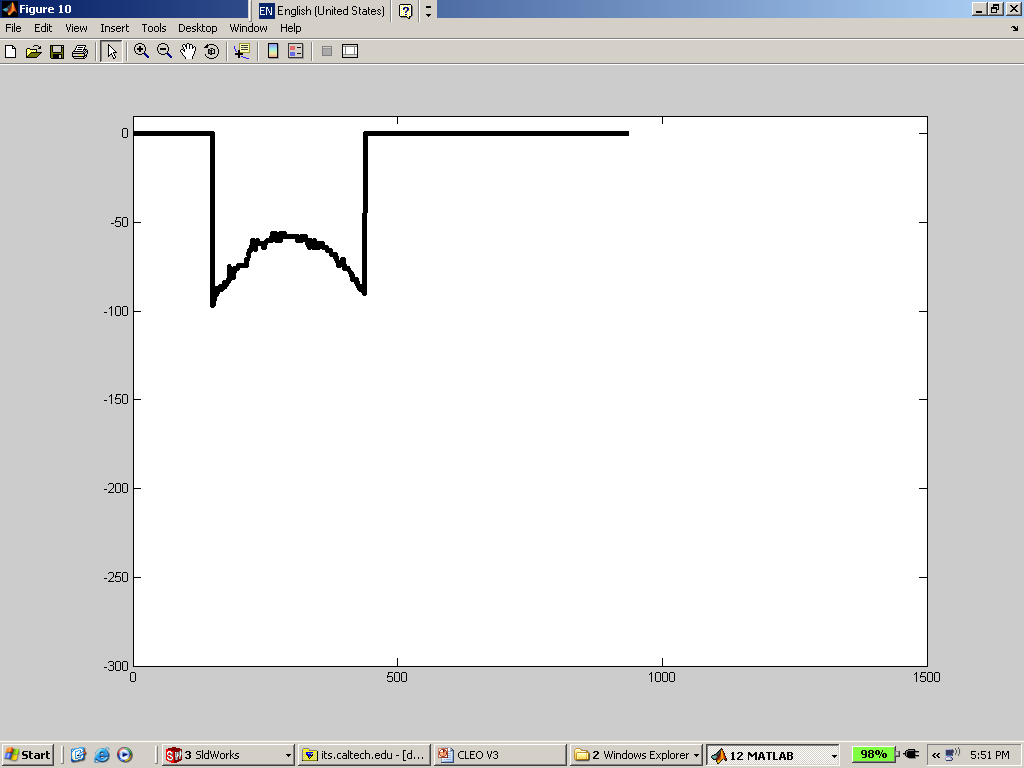 Figure 10
EN English (United States) ?
File Edit View Insert Tools Desktop Window Help
0
-50
-100
-150
-200
-250
-300
0 500 1000 1500
Start 3 SldWorks its.caltech.edu - [d... CLEO V3 2 Windows Explorer 12 MATLAB 98% « 5:51 PM